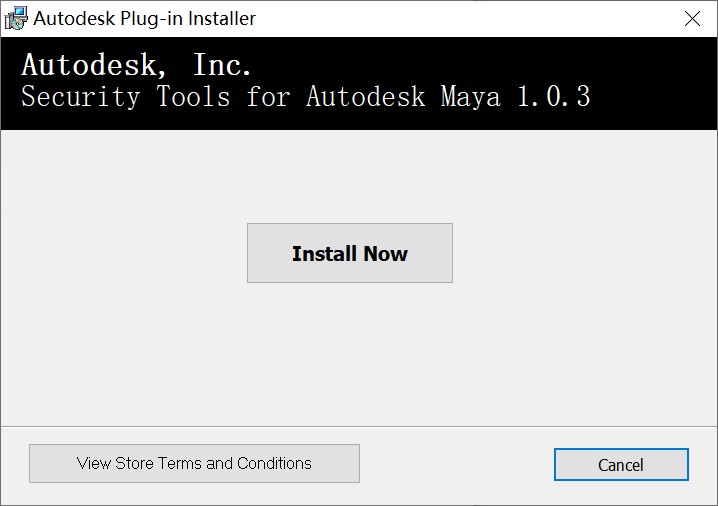 Autodesk Plug-in Installer
Autodesk, Inc.
Security Tools for Autodesk Maya 1.0.3
Install Now
View Store Terms and Conditions
Cancel